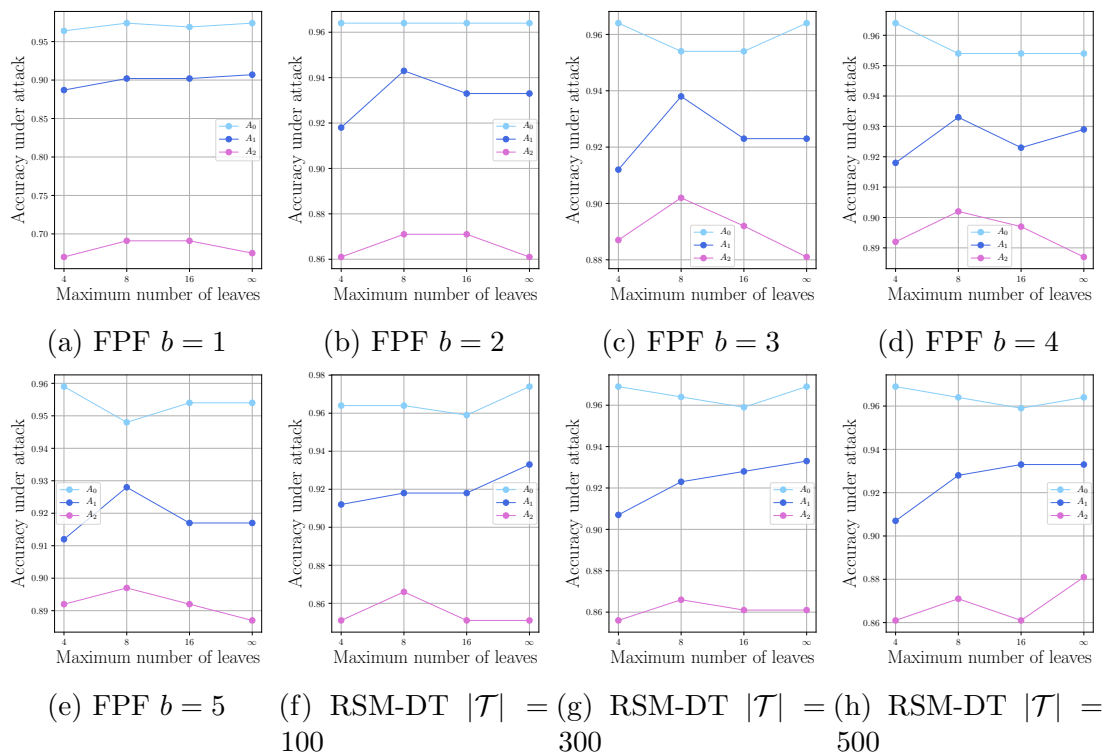 Accuracy under attack
0.95
0.90
0.85
0.80
0.75
0.70
A₀
A₁
A₂
4 8 16 ∞
Maximum number of leaves
(a) FPF b = 1
Accuracy under attack
0.96
0.94
0.92
0.90
0.88
0.86
A₀
A₁
A₂
4 8 16 ∞
Maximum number of leaves
(b) FPF b = 2
Accuracy under attack
0.96
0.94
0.92
0.90
0.88
A₀
A₁
A₂
4 8 16 ∞
Maximum number of leaves
(c) FPF b = 3
Accuracy under attack
0.96
0.95
0.94
0.93
0.92
0.91
0.90
0.89
A₀
A₁
A₂
4 8 16 ∞
Maximum number of leaves
(d) FPF b = 4
Accuracy under attack
0.96
0.95
0.94
0.93
0.92
0.91
0.90
0.89
A₀
A₁
A₂
4 8 16 ∞
Maximum number of leaves
(e) FPF b = 5
Accuracy under attack
0.98
0.96
0.94
0.92
0.90
0.88
0.86
A₀
A₁
A₂
4 8 16 ∞
Maximum number of leaves
(f) RSM-DT |𝒯| =
100
Accuracy under attack
0.96
0.94
0.92
0.90
0.88
0.86
A₀
A₁
A₂
4 8 16 ∞
Maximum number of leaves
(g) RSM-DT |𝒯| =
300
Accuracy under attack
0.96
0.94
0.92
0.90
0.88
0.86
A₀
A₁
A₂
4 8 16 ∞
Maximum number of leaves
(h) RSM-DT |𝒯| =
500